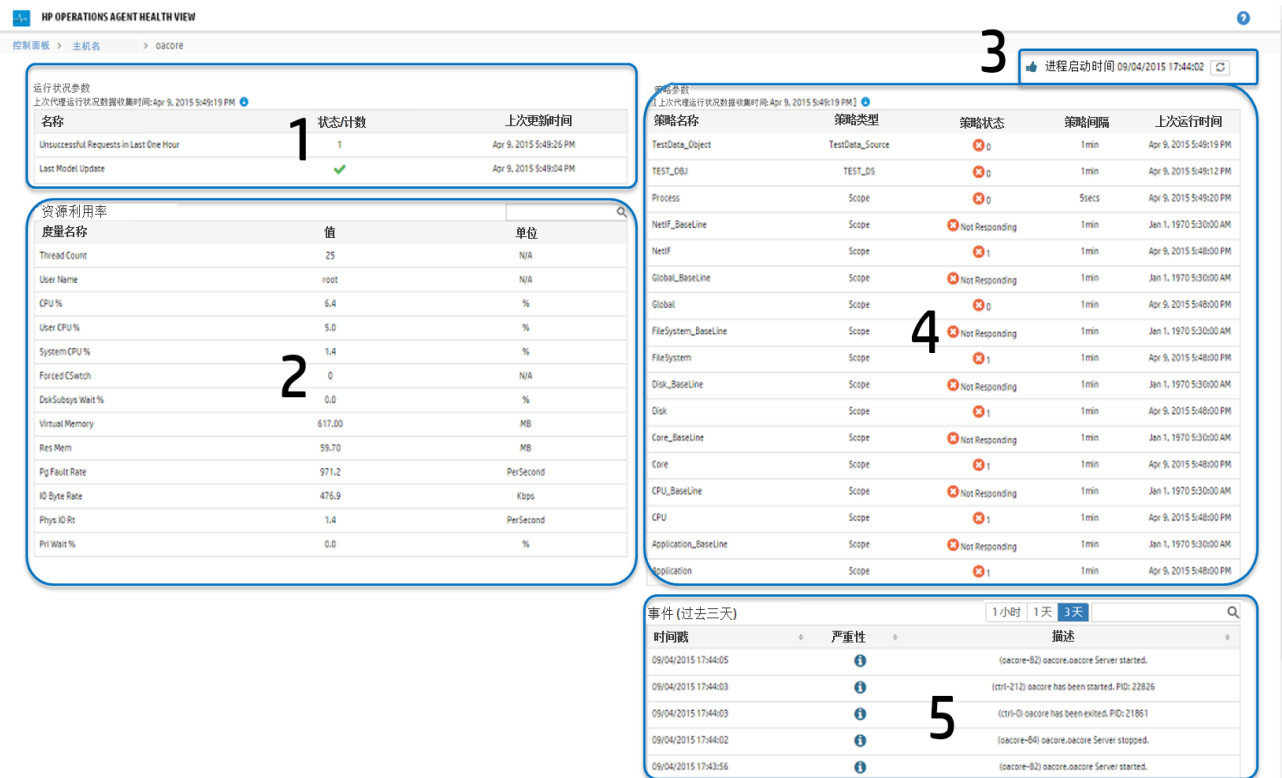 HP OPERATIONS AGENT HEALTH VIEW
控制面板 > 主机名 > oacore
3
进程启动时间 09/04/2015 17:44:02
运行状况参数
上次代理运行状况数据收集时间: Apr 9, 2015 5:49:19 PM
名称 状态/计数 上次更新时间
Unsuccessful Requests in Last One Hour 1 Apr 9, 2015 5:49:26 PM
Last Model Update Apr 9, 2015 5:49:04 PM
1
资源利用率
度量名称 值 单位
Thread Count 25 N/A
User Name root N/A
CPU % 6.4 %
User CPU % 5.0 %
System CPU % 1.4 %
Forced CSwtch 0 N/A
DskSubsys Wait % 0.0 %
Virtual Memory 617.00 MB
Res Mem 59.70 MB
Pg Fault Rate 971.2 PerSecond
IO Byte Rate 476.9 Kbps
Phys IO Rt 1.4 PerSecond
Pri Wait % 0.0 %
2
策略参数
[ 上次代理运行状况数据收集时间: Apr 9, 2015 5:49:19 PM ]
策略名称 策略类型 策略状态 策略间隔 上次运行时间
TestData_Object TestData_Source 0 1min Apr 9, 2015 5:49:19 PM
TEST_OBJ TEST_DS 0 1min Apr 9, 2015 5:49:12 PM
Process Scope 0 5secs Apr 9, 2015 5:49:20 PM
NetIF_BaseLine Scope Not Responding 1min Jan 1, 1970 5:30:00 AM
NetIF Scope 1 1min Apr 9, 2015 5:48:00 PM
Global_BaseLine Scope Not Responding 1min Jan 1, 1970 5:30:00 AM
Global Scope 0 1min Apr 9, 2015 5:48:00 PM
FileSystem_BaseLine Scope Not Responding 1min Jan 1, 1970 5:30:00 AM
FileSystem Scope 1 1min Apr 9, 2015 5:48:00 PM
Disk_BaseLine Scope Not Responding 1min Jan 1, 1970 5:30:00 AM
Disk Scope 1 1min Apr 9, 2015 5:48:00 PM
Core_BaseLine Scope Not Responding 1min Jan 1, 1970 5:30:00 AM
Core Scope 1 1min Apr 9, 2015 5:48:00 PM
CPU_BaseLine Scope Not Responding 1min Jan 1, 1970 5:30:00 AM
CPU Scope 1 1min Apr 9, 2015 5:48:00 PM
Application_BaseLine Scope Not Responding 1min Jan 1, 1970 5:30:00 AM
Application Scope 1 1min Apr 9, 2015 5:48:00 PM
4
事件 (过去三天) 1小时 1天 3天
时间戳 严重性 描述
09/04/2015 17:44:05 (oacore-82) oacore.oacore Server started.
09/04/2015 17:44:03 (ctrl-212) oacore has been started. PID: 22826
09/04/2015 17:44:03 (ctrl-0) oacore has been exited. PID: 21861
09/04/2015 17:44:02 (oacore-84) oacore.oacore Server stopped.
09/04/2015 17:43:56 (oacore-82) oacore.oacore Server started.
5